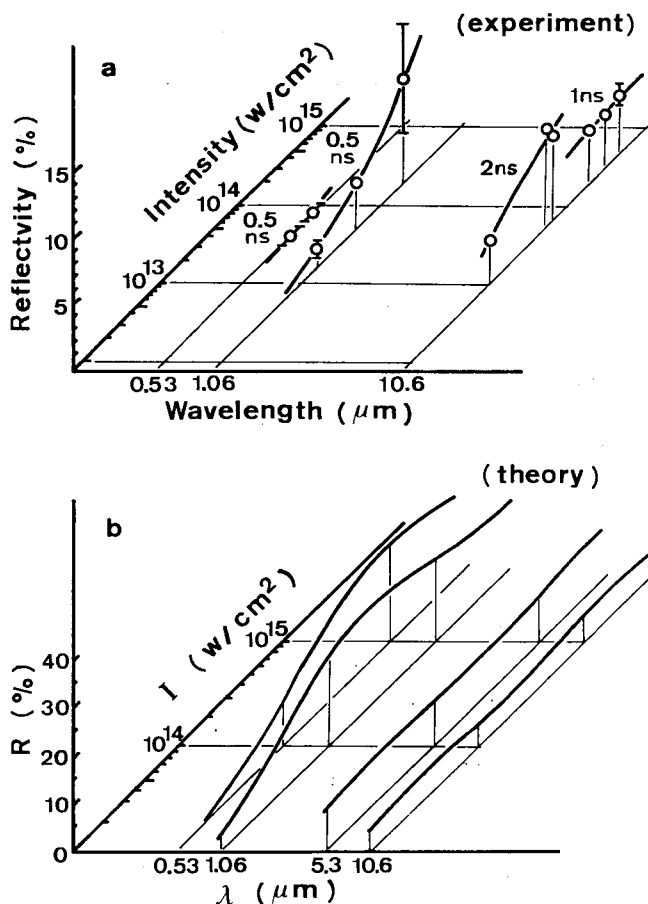 (experiment)
a
Reflectvity (%)
15
10
5
Intensity (w/cm²)
10¹⁵
10¹⁴
10¹³
0.5
ns
0.5
ns
2ns
1ns
0.53 1.06 10.6
Wavelength (μm)
(theory)
b
R (%)
40
30
20
10
0
I (w/cm²)
10¹⁵
10¹⁴
0.53 1.06 5.3 10.6
λ (μm)